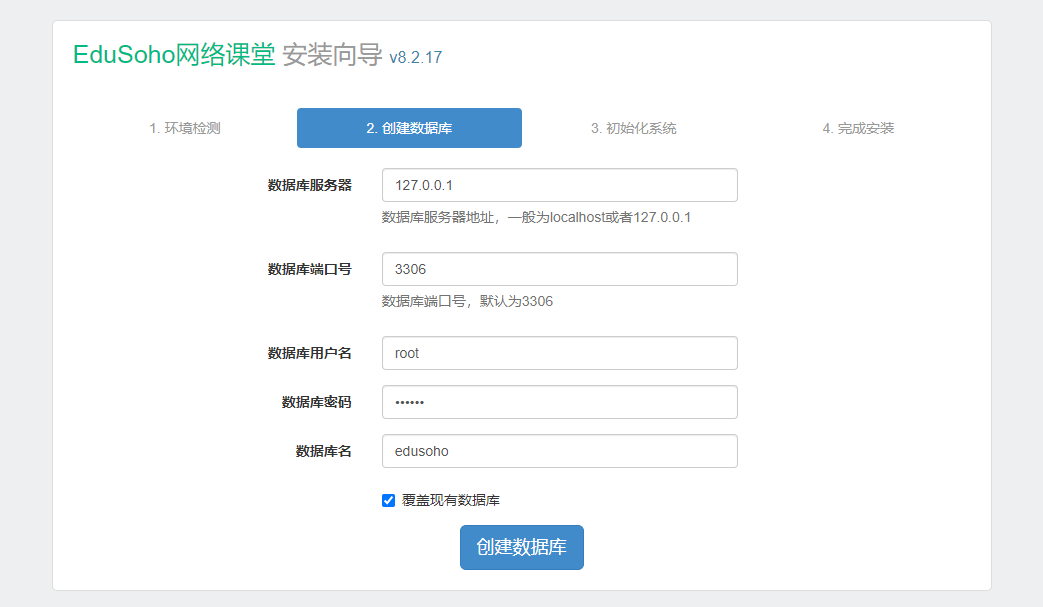 EduSoho网络课堂 安装向导 v8.2.17
1. 环境检测
2. 创建数据库
3. 初始化系统
4. 完成安装
数据库服务器
127.0.0.1
数据库服务器地址，一般为localhost或者127.0.0.1
数据库端口号
3306
数据库端口号，默认为3306
数据库用户名
root
数据库密码
••••••
数据库名
edusoho
覆盖现有数据库
创建数据库